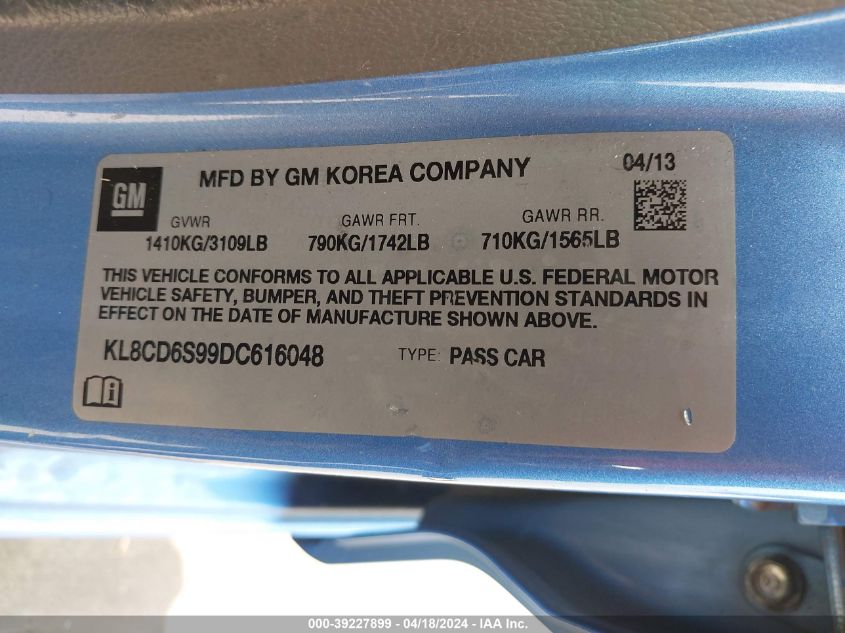 GM
MFD BY GM KOREA COMPANY
04/13
GVWR
1410KG/3109LB
GAWR FRT.
790KG/1742LB
GAWR RR.
710KG/1565LB
THIS VEHICLE CONFORMS TO ALL APPLICABLE U.S. FEDERAL MOTOR
VEHICLE SAFETY, BUMPER, AND THEFT PREVENTION STANDARDS IN
EFFECT ON THE DATE OF MANUFACTURE SHOWN ABOVE.
KL8CD6S99DC616048
TYPE: PASS CAR
000-39227899 - 04/18/2024 - IAA Inc.